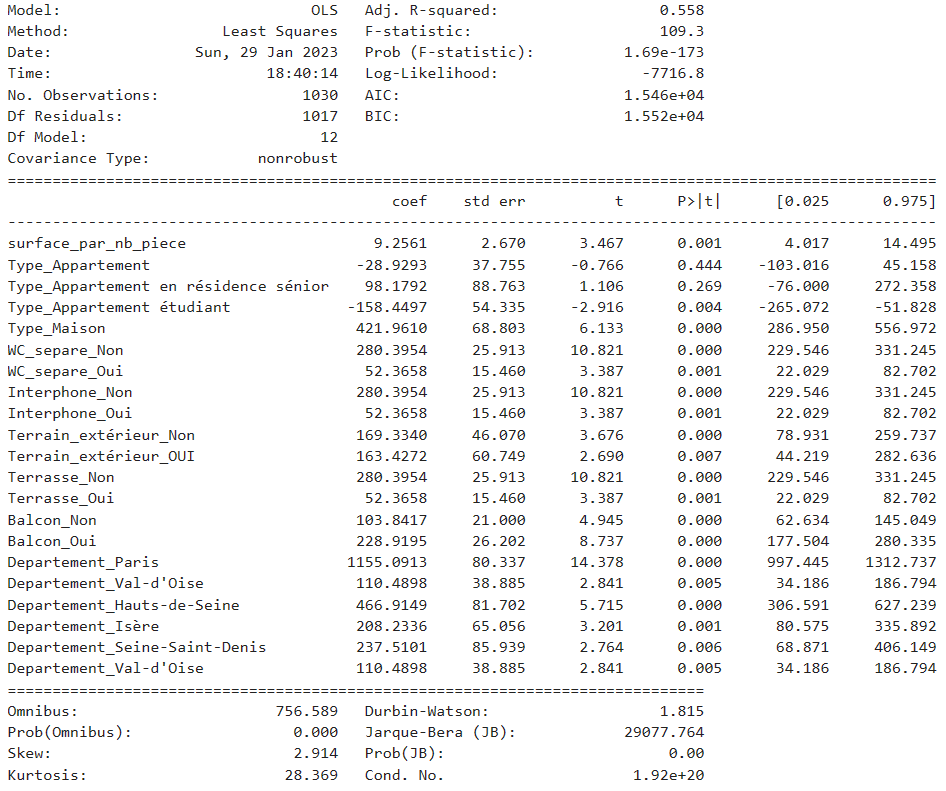 Model: OLS Adj. R-squared: 0.558
Method: Least Squares F-statistic: 109.3
Date: Sun, 29 Jan 2023 Prob (F-statistic): 1.69e-173
Time: 18:40:14 Log-Likelihood: -7716.8
No. Observations: 1030 AIC: 1.546e+04
Df Residuals: 1017 BIC: 1.552e+04
Df Model: 12
Covariance Type: nonrobust
coef std err t P>|t| [0.025 0.975]
surface_par_nb_piece 9.2561 2.670 3.467 0.001 4.017 14.495
Type_Appartement -28.9293 37.755 -0.766 0.444 -103.016 45.158
Type_Appartement en résidence sénior 98.1792 88.763 1.106 0.269 -76.000 272.358
Type_Appartement étudiant -158.4497 54.335 -2.916 0.004 -265.072 -51.828
Type_Maison 421.9610 68.803 6.133 0.000 286.950 556.972
WC_separe_Non 280.3954 25.913 10.821 0.000 229.546 331.245
WC_separe_Oui 52.3658 15.460 3.387 0.001 22.029 82.702
Interphone_Non 280.3954 25.913 10.821 0.000 229.546 331.245
Interphone_Oui 52.3658 15.460 3.387 0.001 22.029 82.702
Terrain_extérieur_Non 169.3340 46.070 3.676 0.000 78.931 259.737
Terrain_extérieur_OUI 163.4272 60.749 2.690 0.007 44.219 282.636
Terrasse_Non 280.3954 25.913 10.821 0.000 229.546 331.245
Terrasse_Oui 52.3658 15.460 3.387 0.001 22.029 82.702
Balcon_Non 103.8417 21.000 4.945 0.000 62.634 145.049
Balcon_Oui 228.9195 26.202 8.737 0.000 177.504 280.335
Departement_Paris 1155.0913 80.337 14.378 0.000 997.445 1312.737
Departement_Val-d'Oise 110.4898 38.885 2.841 0.005 34.186 186.794
Departement_Hauts-de-Seine 466.9149 81.702 5.715 0.000 306.591 627.239
Departement_Isère 208.2336 65.056 3.201 0.001 80.575 335.892
Departement_Seine-Saint-Denis 237.5101 85.939 2.764 0.006 68.871 406.149
Departement_Val-d'Oise 110.4898 38.885 2.841 0.005 34.186 186.794
Omnibus: 756.589 Durbin-Watson: 1.815
Prob(Omnibus): 0.000 Jarque-Bera (JB): 29077.764
Skew: 2.914 Prob(JB): 0.00
Kurtosis: 28.369 Cond. No. 1.92e+20